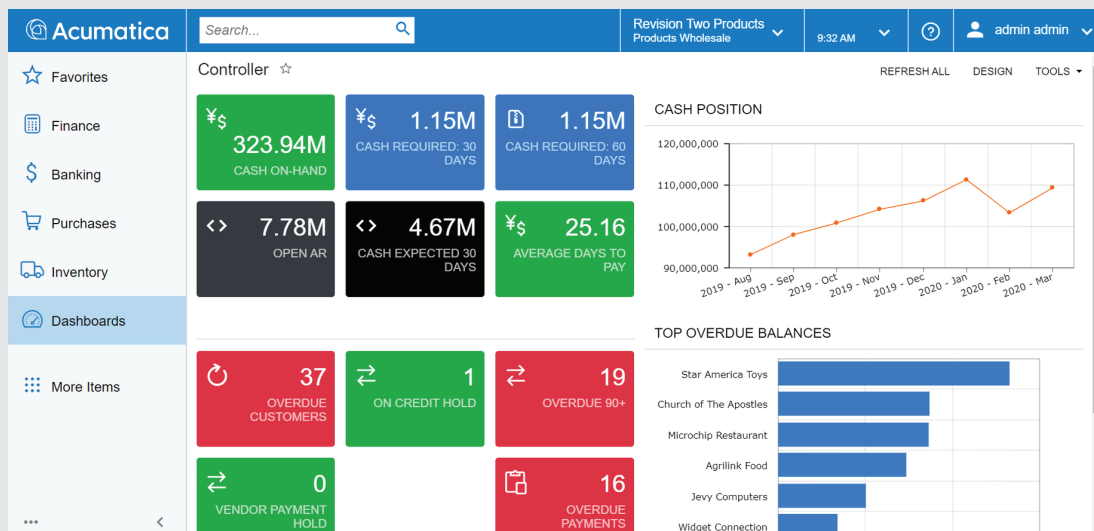 Acumatica
Search...
Revision Two Products
Products Wholesale
9:32 AM
admin admin
Favorites
Finance
Banking
Purchases
Inventory
Dashboards
More Items
Controller
REFRESH ALL
DESIGN
TOOLS
323.94M
CASH ON-HAND
1.15M
CASH REQUIRED: 30
DAYS
1.15M
CASH REQUIRED: 60
DAYS
7.78M
OPEN AR
4.67M
CASH EXPECTED 30
DAYS
25.16
AVERAGE DAYS TO
PAY
37
OVERDUE
CUSTOMERS
1
ON CREDIT HOLD
19
OVERDUE 90+
0
VENDOR PAYMENT
HOLD
16
OVERDUE
PAYMENTS
CASH POSITION
120,000,000
110,000,000
100,000,000
90,000,000
2019 - Aug
2019 - Sep
2019 - Oct
2019 - Nov
2019 - Dec
2020 - Jan
2020 - Feb
2020 - Mar
TOP OVERDUE BALANCES
Star America Toys
Church of The Apostles
Microchip Restaurant
Agrilink Food
Jevy Computers
Widget Connection